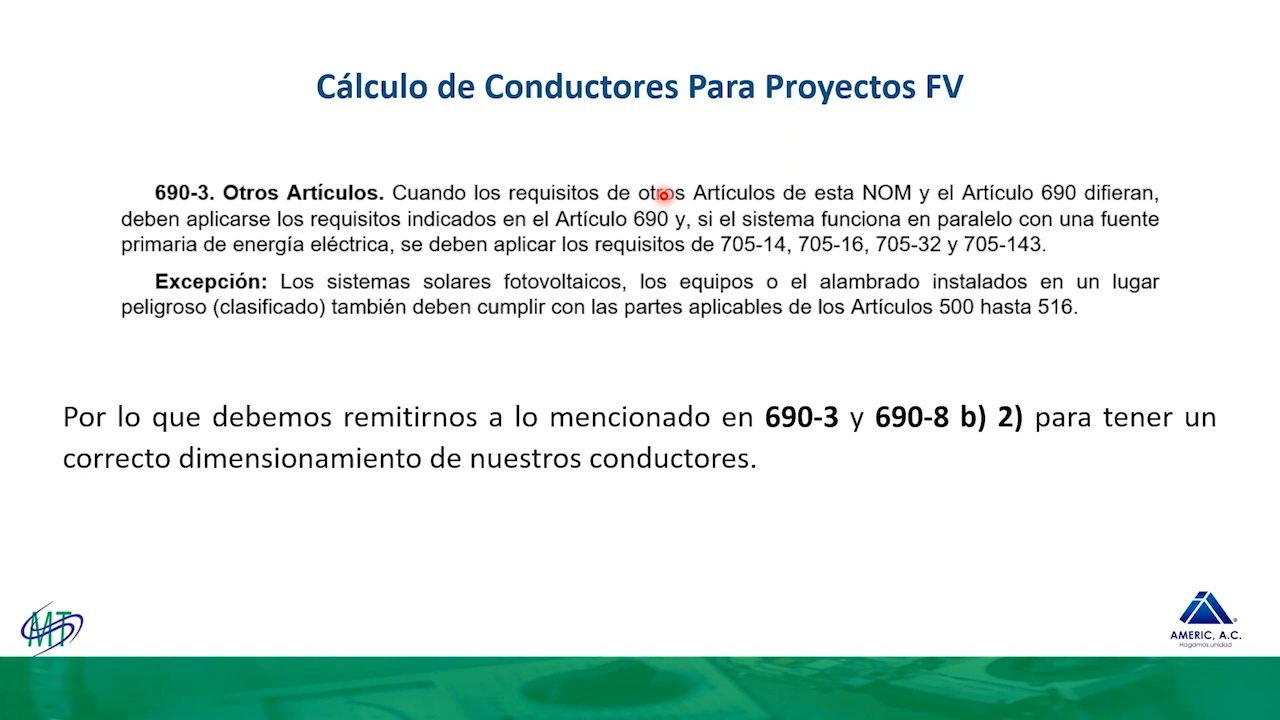 Cálculo de Conductores Para Proyectos FV
690-3. Otros Artículos. Cuando los requisitos de otros Artículos de esta NOM y el Artículo 690 difieran,
deben aplicarse los requisitos indicados en el Artículo 690 y, si el sistema funciona en paralelo con una fuente
primaria de energía eléctrica, se deben aplicar los requisitos de 705-14, 705-16, 705-32 y 705-143.
Excepción: Los sistemas solares fotovoltaicos, los equipos o el alambrado instalados en un lugar
peligroso (clasificado) también deben cumplir con las partes aplicables de los Artículos 500 hasta 516.
Por lo que debemos remitirnos a lo mencionado en 690-3 y 690-8 b) 2) para tener un
correcto dimensionamiento de nuestros conductores.
MT
AMERIC, A.C.
Hagamos unidad